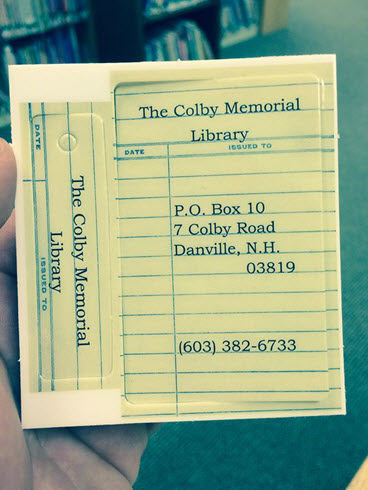 The Colby Memorial
Library
DATE
ISSUED TO
P.O. Box 10
7 Colby Road
Danville, N.H.
03819
(603) 382-6733
DATE
ISSUED TO
The Colby Memorial
Library